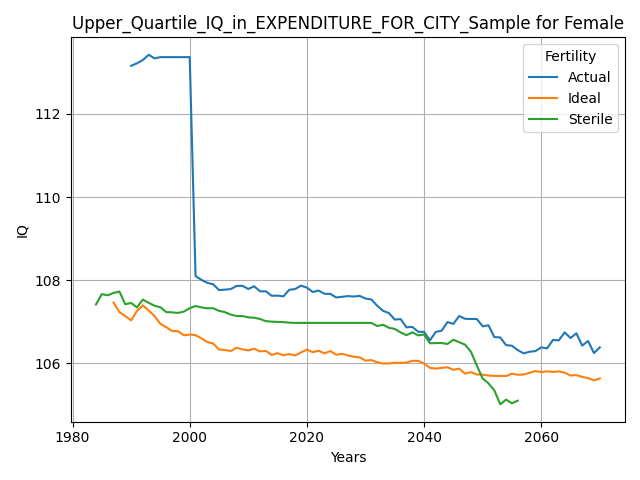 Upper_Quartile_IQ_in_EXPENDITURE_FOR_CITY_Sample for Female
Fertility
Actual
Ideal
Sterile
IQ
112
110
108
106
1980
2000
2020
2040
2060
Years